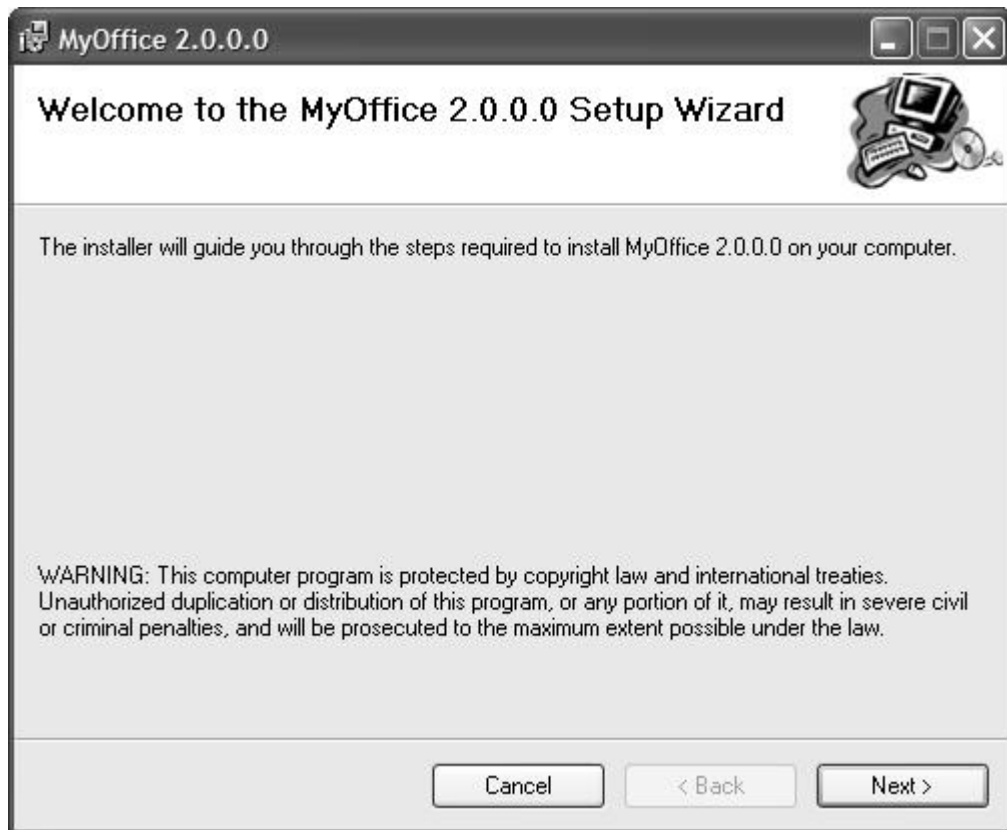 MyOffice 2.0.0.0
Welcome to the MyOffice 2.0.0.0 Setup Wizard
The installer will guide you through the steps required to install MyOffice 2.0.0.0 on your computer.
WARNING: This computer program is protected by copyright law and international treaties.
Unauthorized duplication or distribution of this program, or any portion of it, may result in severe civil
or criminal penalties, and will be prosecuted to the maximum extent possible under the law.
Cancel
< Back
Next >